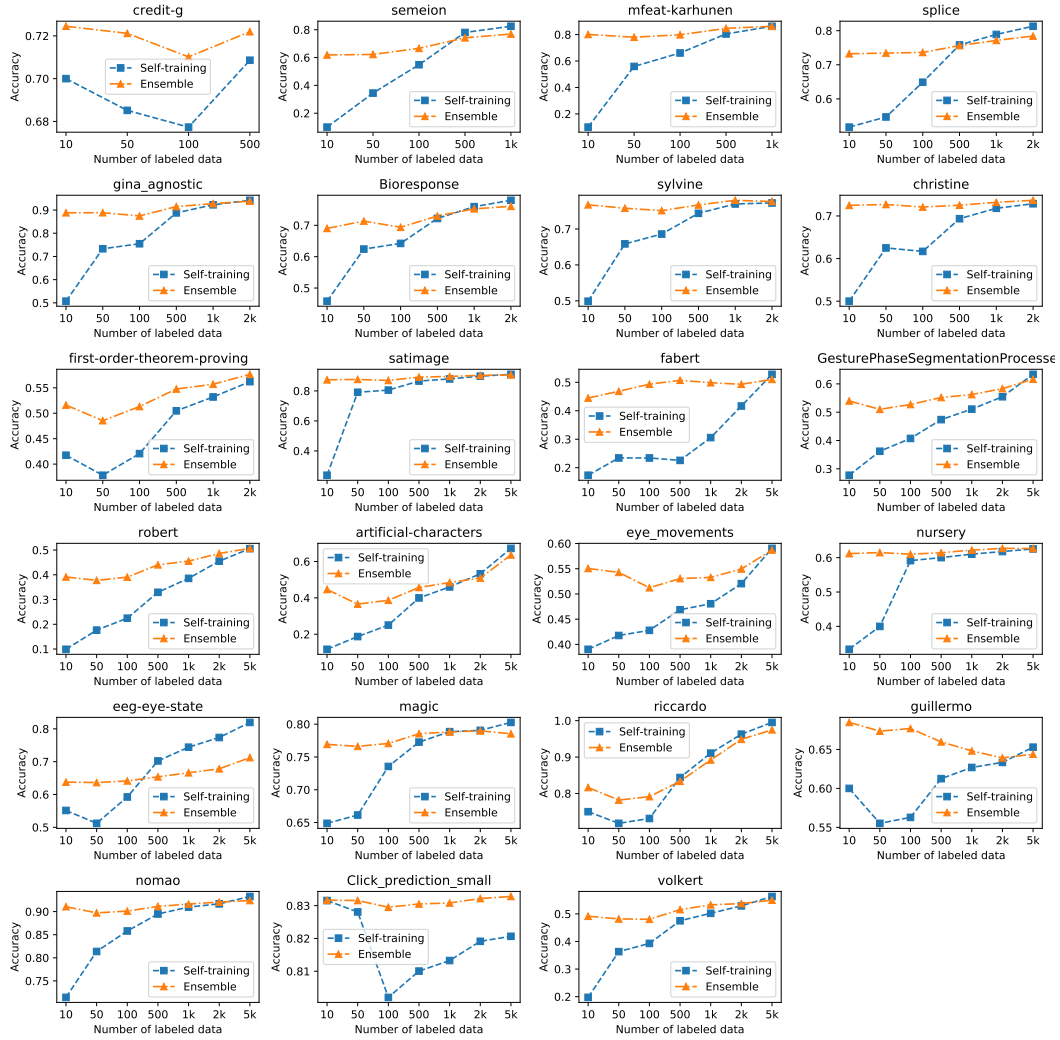 credit-g
Accuracy
0.72
0.70
0.68
Self-training
Ensemble
10 50 100 500
Number of labeled data
semeion
Accuracy
0.8
0.6
0.4
0.2
Self-training
Ensemble
10 50 100 500 1k
Number of labeled data
mfeat-karhunen
Accuracy
0.8
0.6
0.4
0.2
Self-training
Ensemble
10 50 100 500 1k
Number of labeled data
splice
Accuracy
0.8
0.7
0.6
Self-training
Ensemble
10 50 100 500 1k 2k
Number of labeled data
gina_agnostic
Accuracy
0.9
0.8
0.7
0.6
0.5
Self-training
Ensemble
10 50 100 500 1k 2k
Number of labeled data
Bioresponse
Accuracy
0.7
0.6
0.5
Self-training
Ensemble
10 50 100 500 1k 2k
Number of labeled data
sylvine
Accuracy
0.7
0.6
0.5
Self-training
Ensemble
10 50 100 500 1k 2k
Number of labeled data
christine
Accuracy
0.7
0.6
0.5
Self-training
Ensemble
10 50 100 500 1k 2k
Number of labeled data
first-order-theorem-proving
Accuracy
0.55
0.50
0.45
0.40
Self-training
Ensemble
10 50 100 500 1k 2k
Number of labeled data
satimage
Accuracy
0.8
0.6
0.4
Self-training
Ensemble
10 50 100 500 1k 2k 5k
Number of labeled data
fabert
Accuracy
0.5
0.4
0.3
0.2
Self-training
Ensemble
10 50 100 500 1k 2k 5k
Number of labeled data
GesturePhaseSegmentationProcesse
Accuracy
0.6
0.5
0.4
0.3
Self-training
Ensemble
10 50 100 500 1k 2k 5k
Number of labeled data
robert
Accuracy
0.5
0.4
0.3
0.2
0.1
Self-training
Ensemble
10 50 100 500 1k 2k 5k
Number of labeled data
artificial-characters
Accuracy
0.6
0.4
0.2
Self-training
Ensemble
10 50 100 500 1k 2k 5k
Number of labeled data
eye_movements
Accuracy
0.60
0.55
0.50
0.45
0.40
Self-training
Ensemble
10 50 100 500 1k 2k 5k
Number of labeled data
nursery
Accuracy
0.6
0.5
0.4
Self-training
Ensemble
10 50 100 500 1k 2k 5k
Number of labeled data
eeg-eye-state
Accuracy
0.8
0.7
0.6
0.5
Self-training
Ensemble
10 50 100 500 1k 2k 5k
Number of labeled data
magic
Accuracy
0.80
0.75
0.70
0.65
Self-training
Ensemble
10 50 100 500 1k 2k 5k
Number of labeled data
riccardo
Accuracy
1.0
0.9
0.8
Self-training
Ensemble
10 50 100 500 1k 2k 5k
Number of labeled data
guillermo
Accuracy
0.65
0.60
0.55
Self-training
Ensemble
10 50 100 500 1k 2k 5k
Number of labeled data
nomao
Accuracy
0.90
0.85
0.80
0.75
Self-training
Ensemble
10 50 100 500 1k 2k 5k
Number of labeled data
Click_prediction_small
Accuracy
0.83
0.82
0.81
Self-training
Ensemble
10 50 100 500 1k 2k 5k
Number of labeled data
volkert
Accuracy
0.5
0.4
0.3
0.2
Self-training
Ensemble
10 50 100 500 1k 2k 5k
Number of labeled data